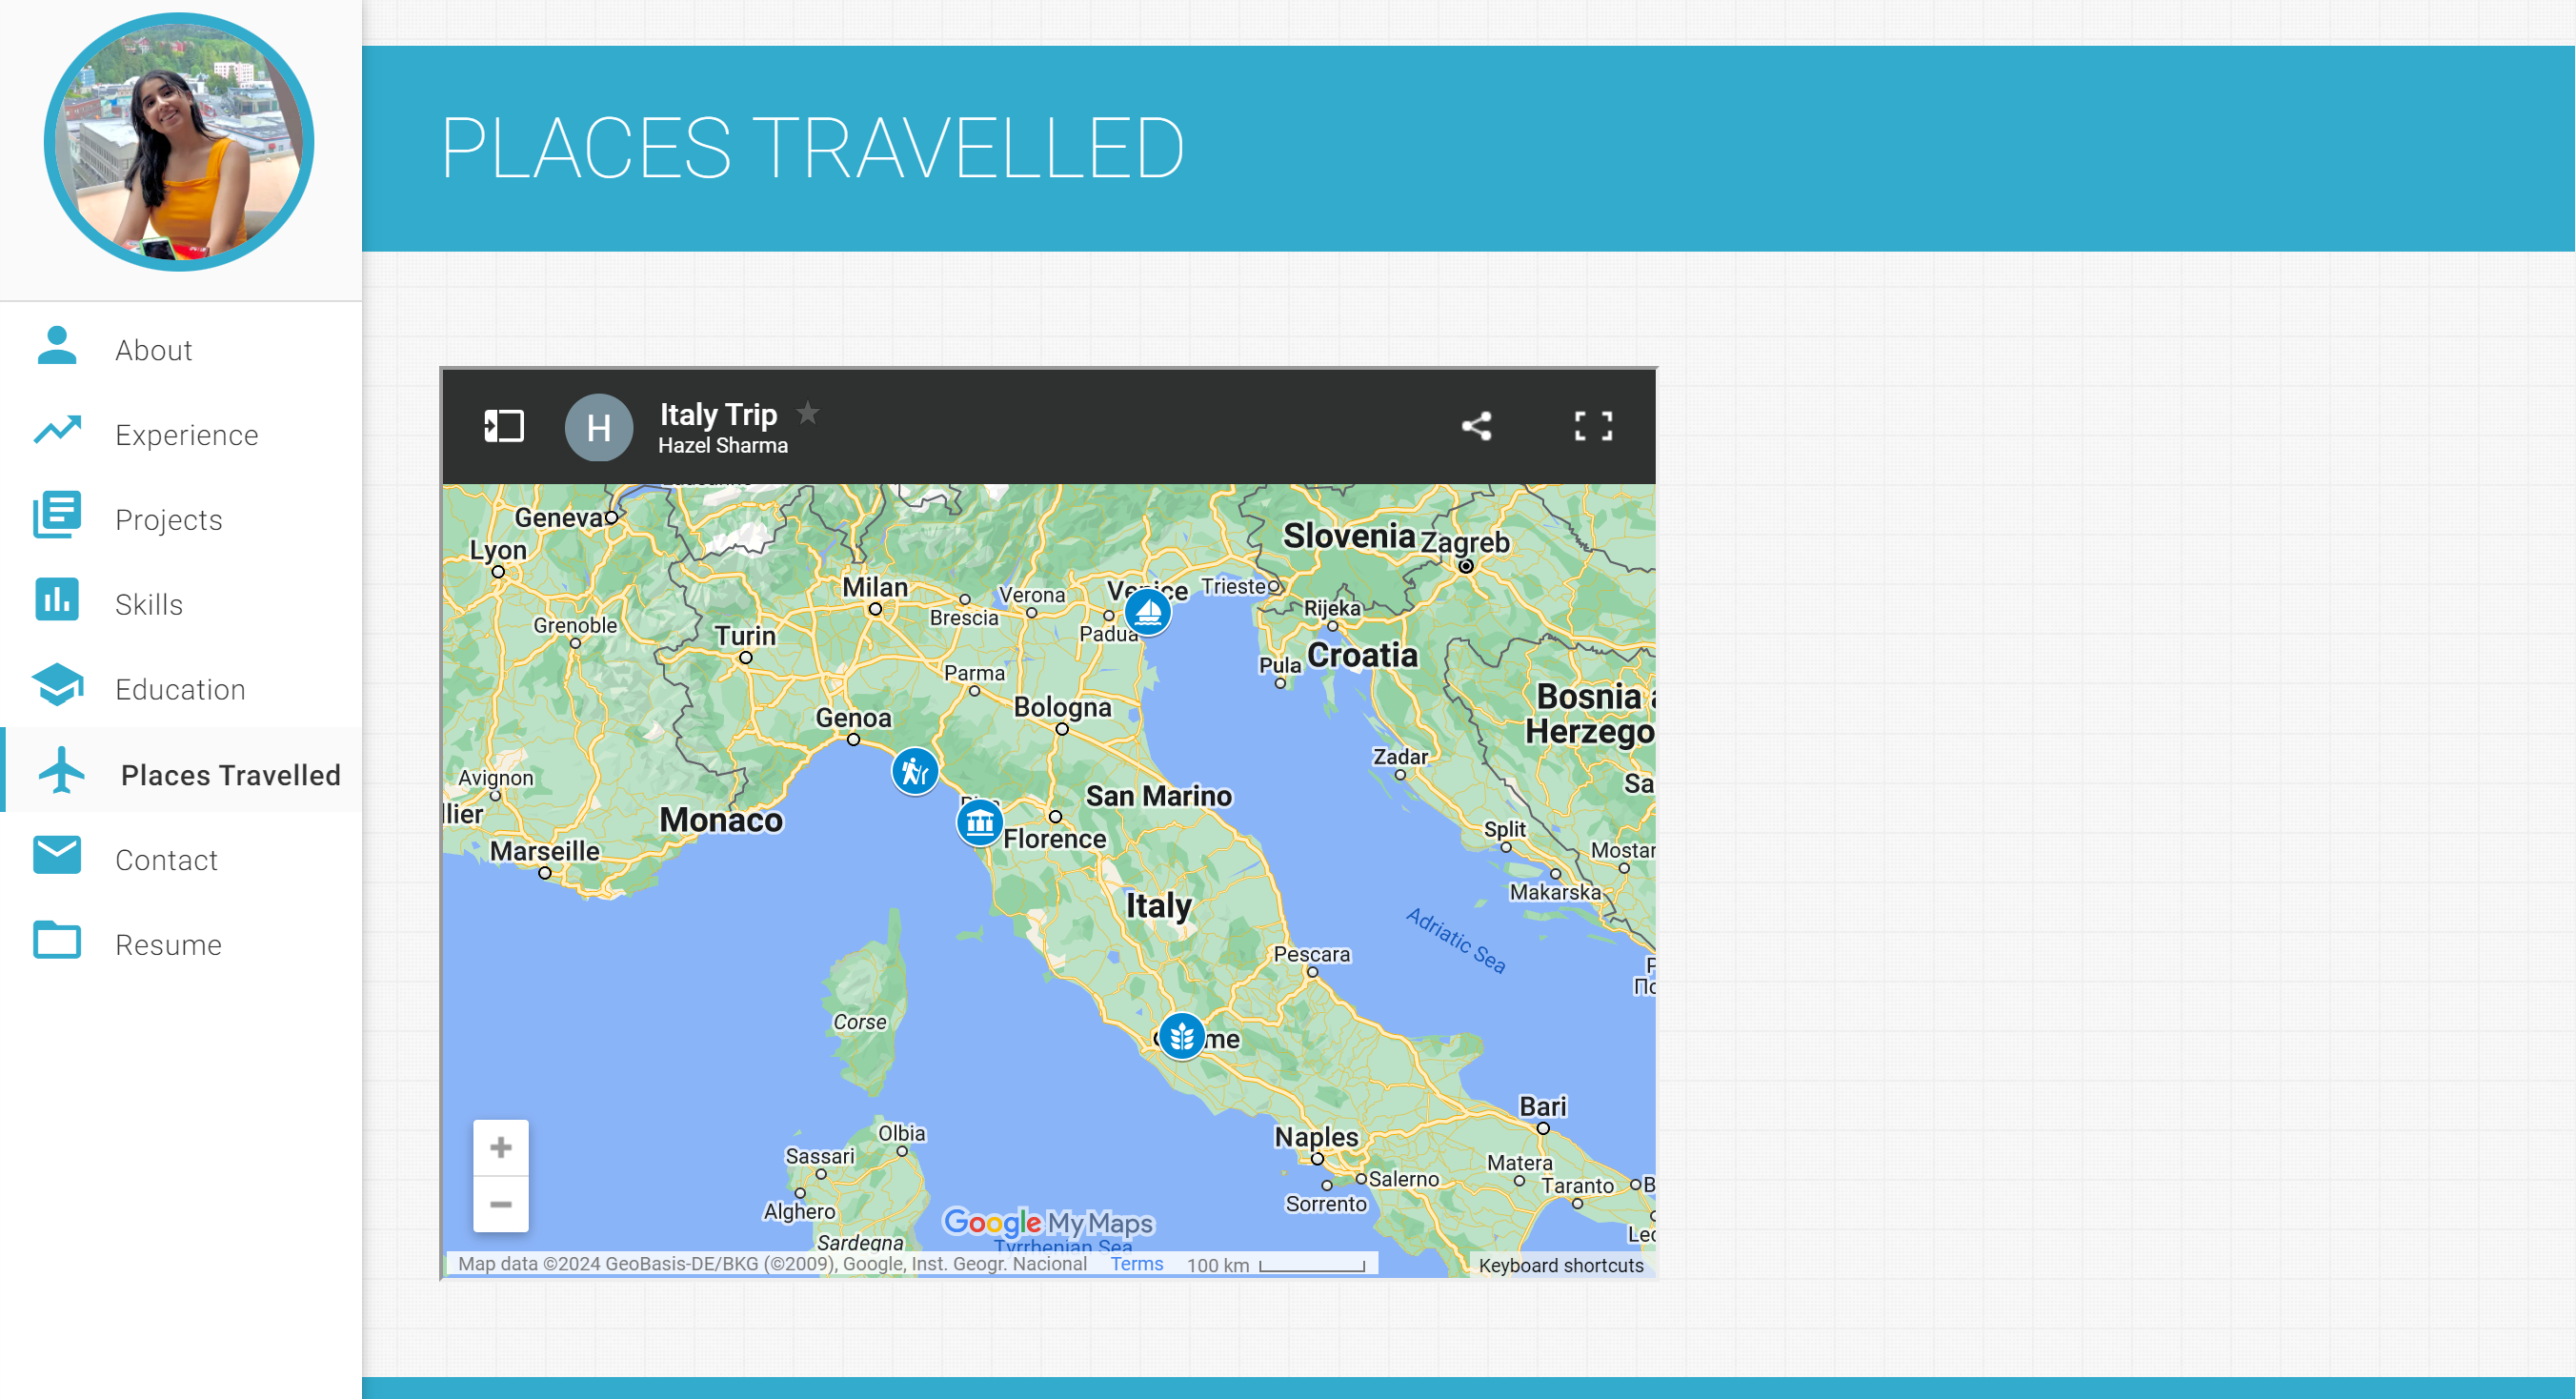 PLACES TRAVELLED
About
Experience
Projects
Skills
Education
Places Travelled
Contact
Resume
H
Italy Trip
Hazel Sharma
Geneva
Slovenia
Zagreb
Lyon
Milan
Venice
Trieste
Verona
Brescia
Rijeka
Grenoble
Turin
Padua
Croatia
Pula
Parma
Bosnia
Herzego
Bologna
Genoa
Zadar
Avignon
Sa
San Marino
llier
Monaco
Florence
Split
Marseille
Mostar
Makarska
Italy
Adriatic Sea
Pescara
По
Corse
me
Bari
Olbia
Naples
Sassari
Matera
Salerno
Taranto
B
Alghero
Sorrento
Google My Maps
Lec
Sardegna
Tyrrhenian Sea
Map data ©2024 GeoBasis-DE/BKG (©2009), Google, Inst. Geogr. Nacional
Terms
100 km
Keyboard shortcuts